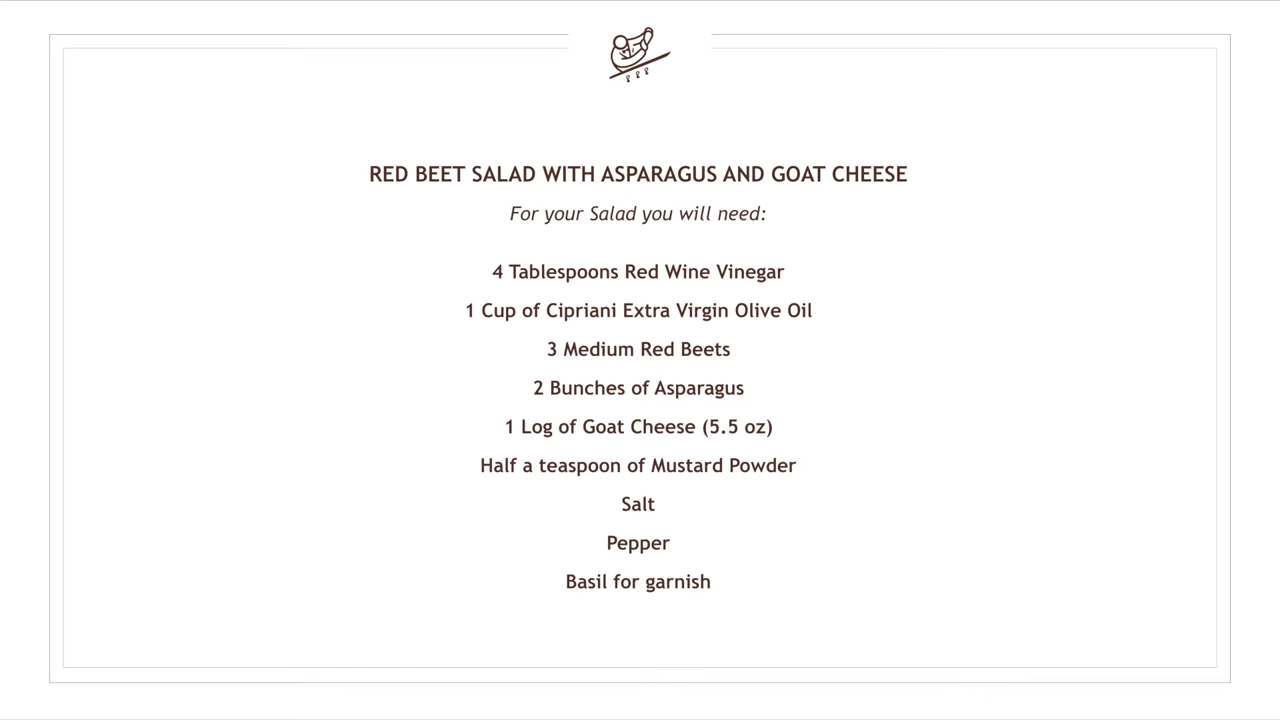 RED BEET SALAD WITH ASPARAGUS AND GOAT CHEESE
For your Salad you will need:
4 Tablespoons Red Wine Vinegar
1 Cup of Cipriani Extra Virgin Olive Oil
3 Medium Red Beets
2 Bunches of Asparagus
1 Log of Goat Cheese (5.5 oz)
Half a teaspoon of Mustard Powder
Salt
Pepper
Basil for garnish